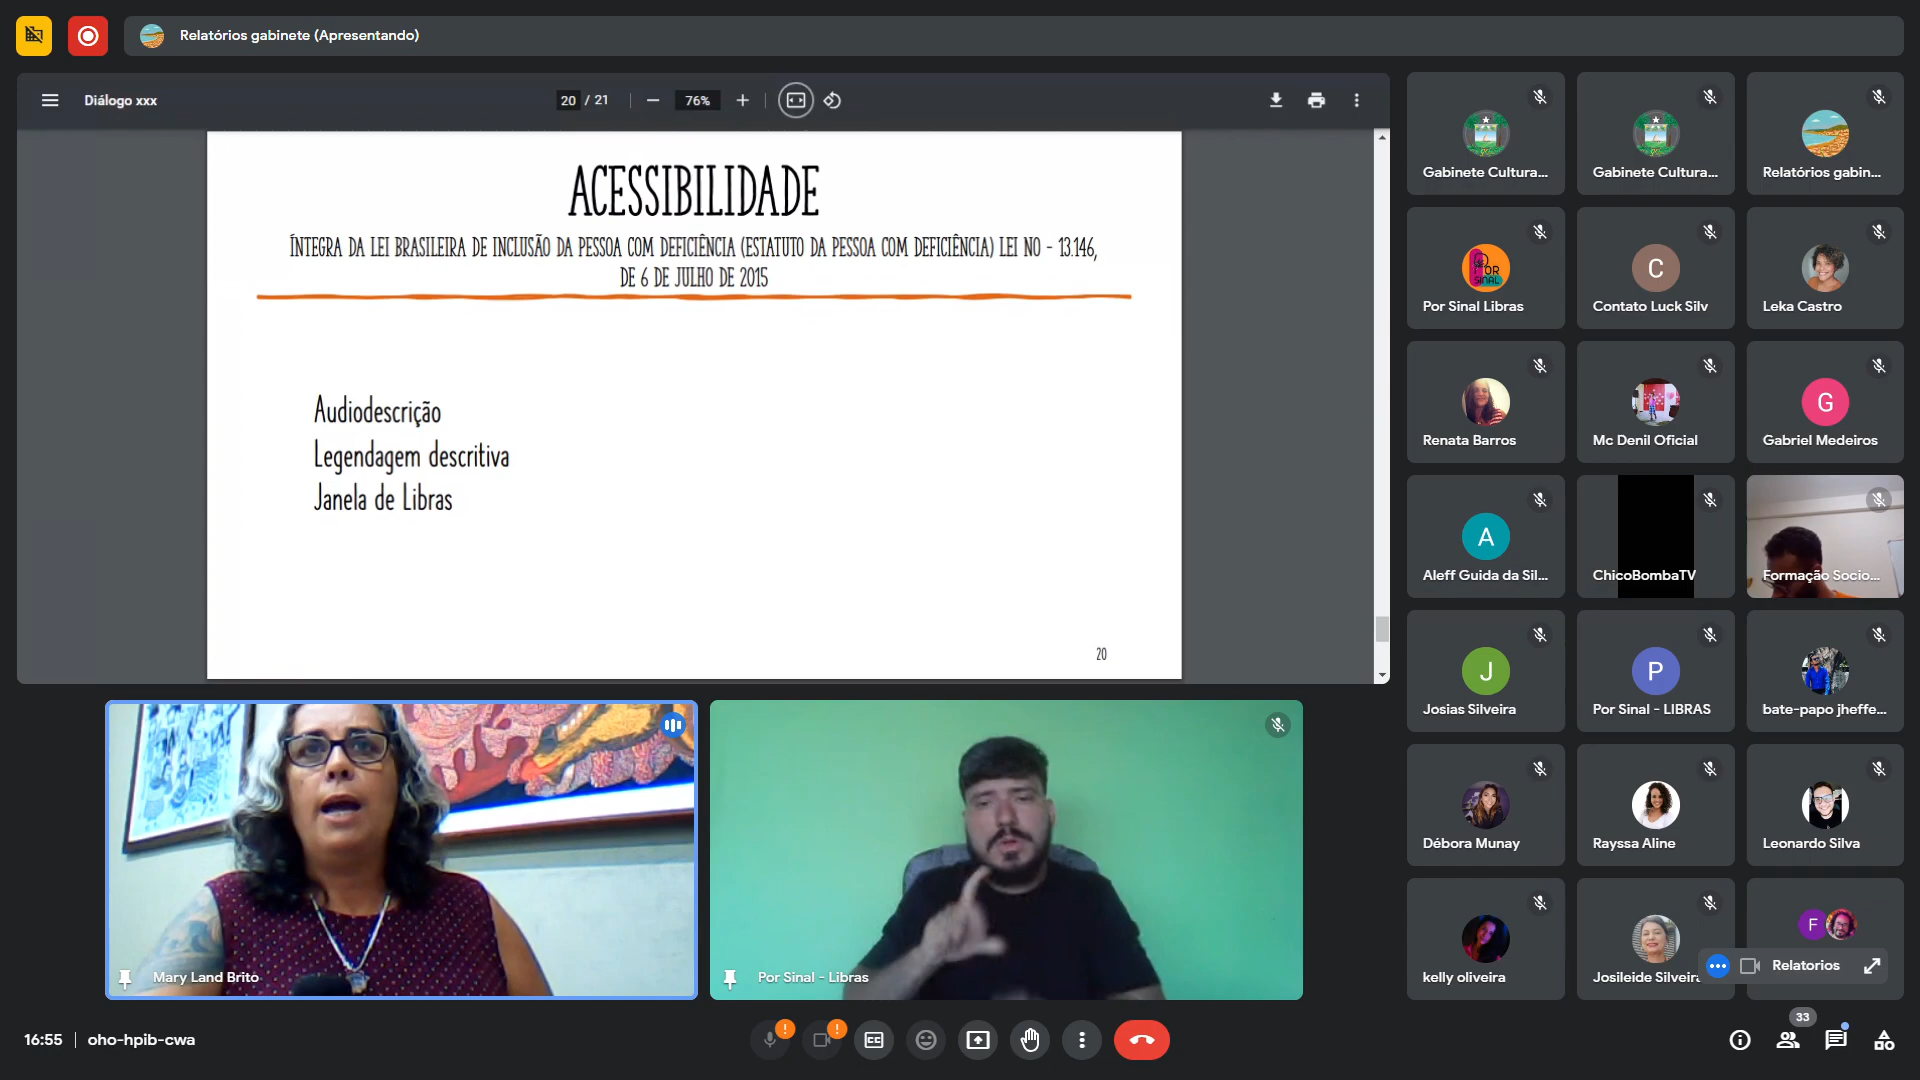 Relatórios gabinete (Apresentando)
Diálogo xxx
20 / 21
76%
ACESSIBILIDADE
ÍNTEGRA DA LEI BRASILEIRA DE INCLUSÃO DA PESSOA COM DEFICIÊNCIA (ESTATUTO DA PESSOA COM DEFICIÊNCIA) LEI NO - 13.146,
DE 6 DE JULHO DE 2015
Audiodescrição
Legendagem descritiva
Janela de Libras
20
Mary Land Brito
Por Sinal - Libras
Gabinete Cultura...
Gabinete Cultura...
Relatórios gabin...
POR
SINAL
Por Sinal Libras
C
Contato Luck Silv
Leka Castro
Renata Barros
Mc Denil Oficial
G
Gabriel Medeiros
A
Aleff Guida da Sil...
ChicoBombaTV
Formação Socio...
J
Josias Silveira
P
Por Sinal - LIBRAS
bate-papo jheffe...
Débora Munay
Rayssa Aline
Leonardo Silva
kelly oliveira
Josileide Silveira
F
Relatorios
16:55
oho-hpib-cwa
CC
33